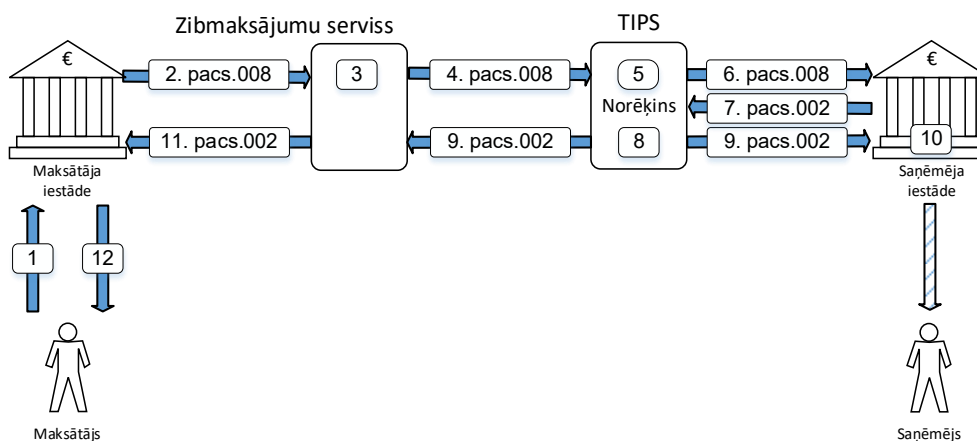 Zibmaksājumu serviss
TIPS
€
€
2. pacs.008
3
4. pacs.008
5
6. pacs.008
Norēķins
7. pacs.002
11. pacs.002
9. pacs.002
8
9. pacs.002
10
Maksātāja
iestāde
Saņēmēja
iestāde
1
12
Maksātājs
Saņēmējs